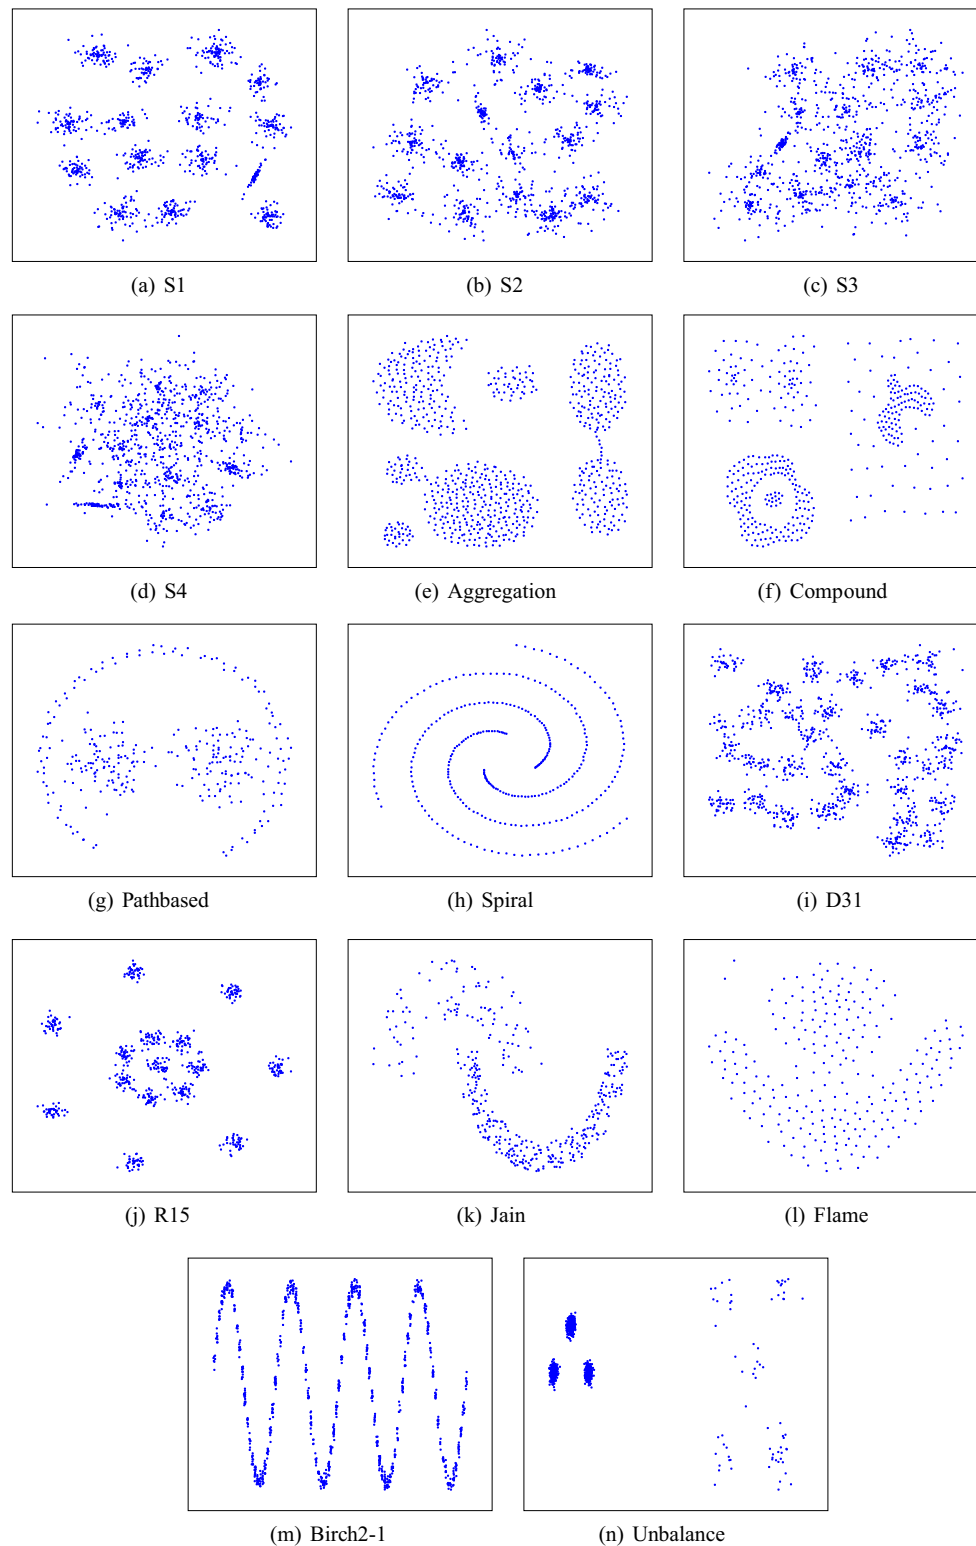 (a) S1
(b) S2
(c) S3
(d) S4
(e) Aggregation
(f) Compound
(g) Pathbased
(h) Spiral
(i) D31
(j) R15
(k) Jain
(l) Flame
(m) Birch2-1
(n) Unbalance